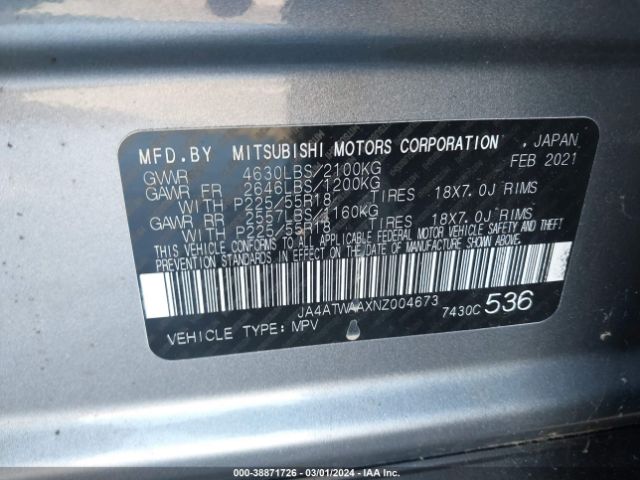 MFD.BY MITSUBISHI MOTORS CORPORATION , JAPAN
GVWR 4630LBS/2100KG FEB 2021
GAWR FR 2646LBS/1200KG
WITH P225/55R18 TIRES 18X7.0J RIMS
GAWR RR 2557LBS/1160KG
WITH P225/55R18 TIRES 18X7.0J RIMS
THIS VEHICLE CONFORMS TO ALL APPLICABLE FEDERAL MOTOR VEHICLE SAFETY AND THEFT
PREVENTION STANDARDS IN EFFECT ON THE DATE OF MANUFACTURE SHOWN ABOVE.
JA4ATWAAXNZ004673
VEHICLE TYPE: MPV 7430C 536
000-38871726 - 03/01/2024 - IAA Inc.